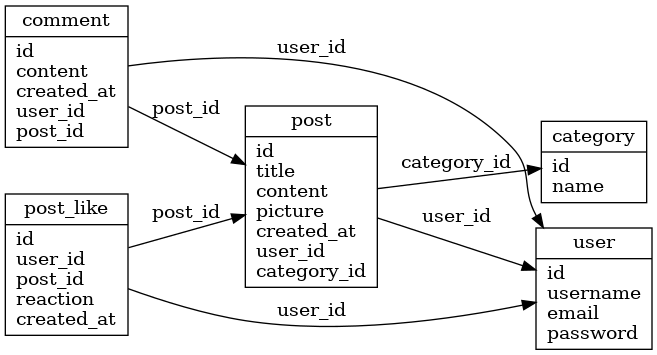 comment
id
content
created_at
user_id
post_id
post_like
id
user_id
post_id
reaction
created_at
user_id
post_id
post_id
user_id
post
id
title
content
picture
created_at
user_id
category_id
category_id
user_id
category
id
name
user
id
username
email
password